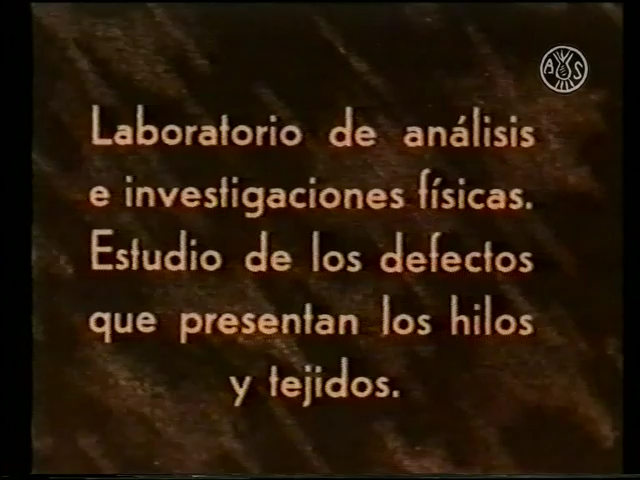 A S
Laboratorio de análisis
e investigaciones físicas.
Estudio de los defectos
que presentan los hilos
y tejidos.